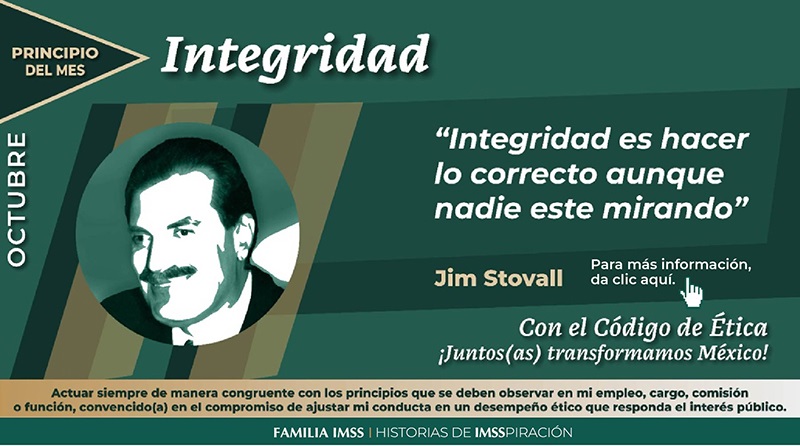 PRINCIPIO
DEL MES
Integridad
OCTUBRE
“Integridad es hacer
lo correcto aunque
nadie este mirando”
Jim Stovall
Para más información,
da clic aquí.
Con el Código de Ética
¡Juntos(as) transformamos México!
Actuar siempre de manera congruente con los principios que se deben observar en mi empleo, cargo, comisión
o función, convencido(a) en el compromiso de ajustar mi conducta en un desempeño ético que responda el interés público.
FAMILIA IMSS | HISTORIAS DE IMSSPIRACIÓN